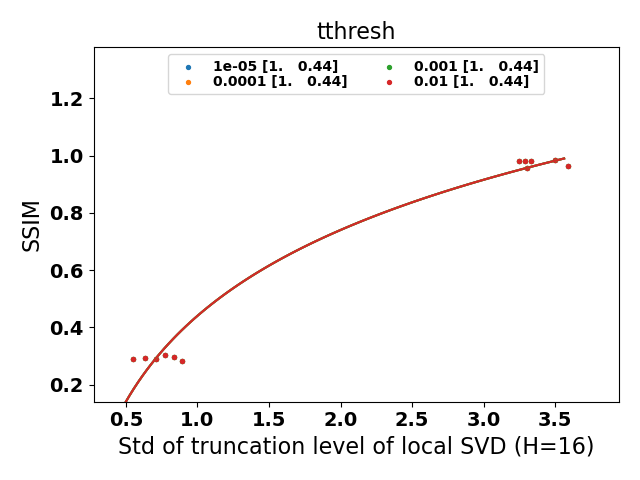 tthresh
1e-05 [1.   0.44]
0.0001 [1.   0.44]
0.001 [1.   0.44]
0.01 [1.   0.44]
SSIM
1.2
1.0
0.8
0.6
0.4
0.2
0.5 1.0 1.5 2.0 2.5 3.0 3.5
Std of truncation level of local SVD (H=16)